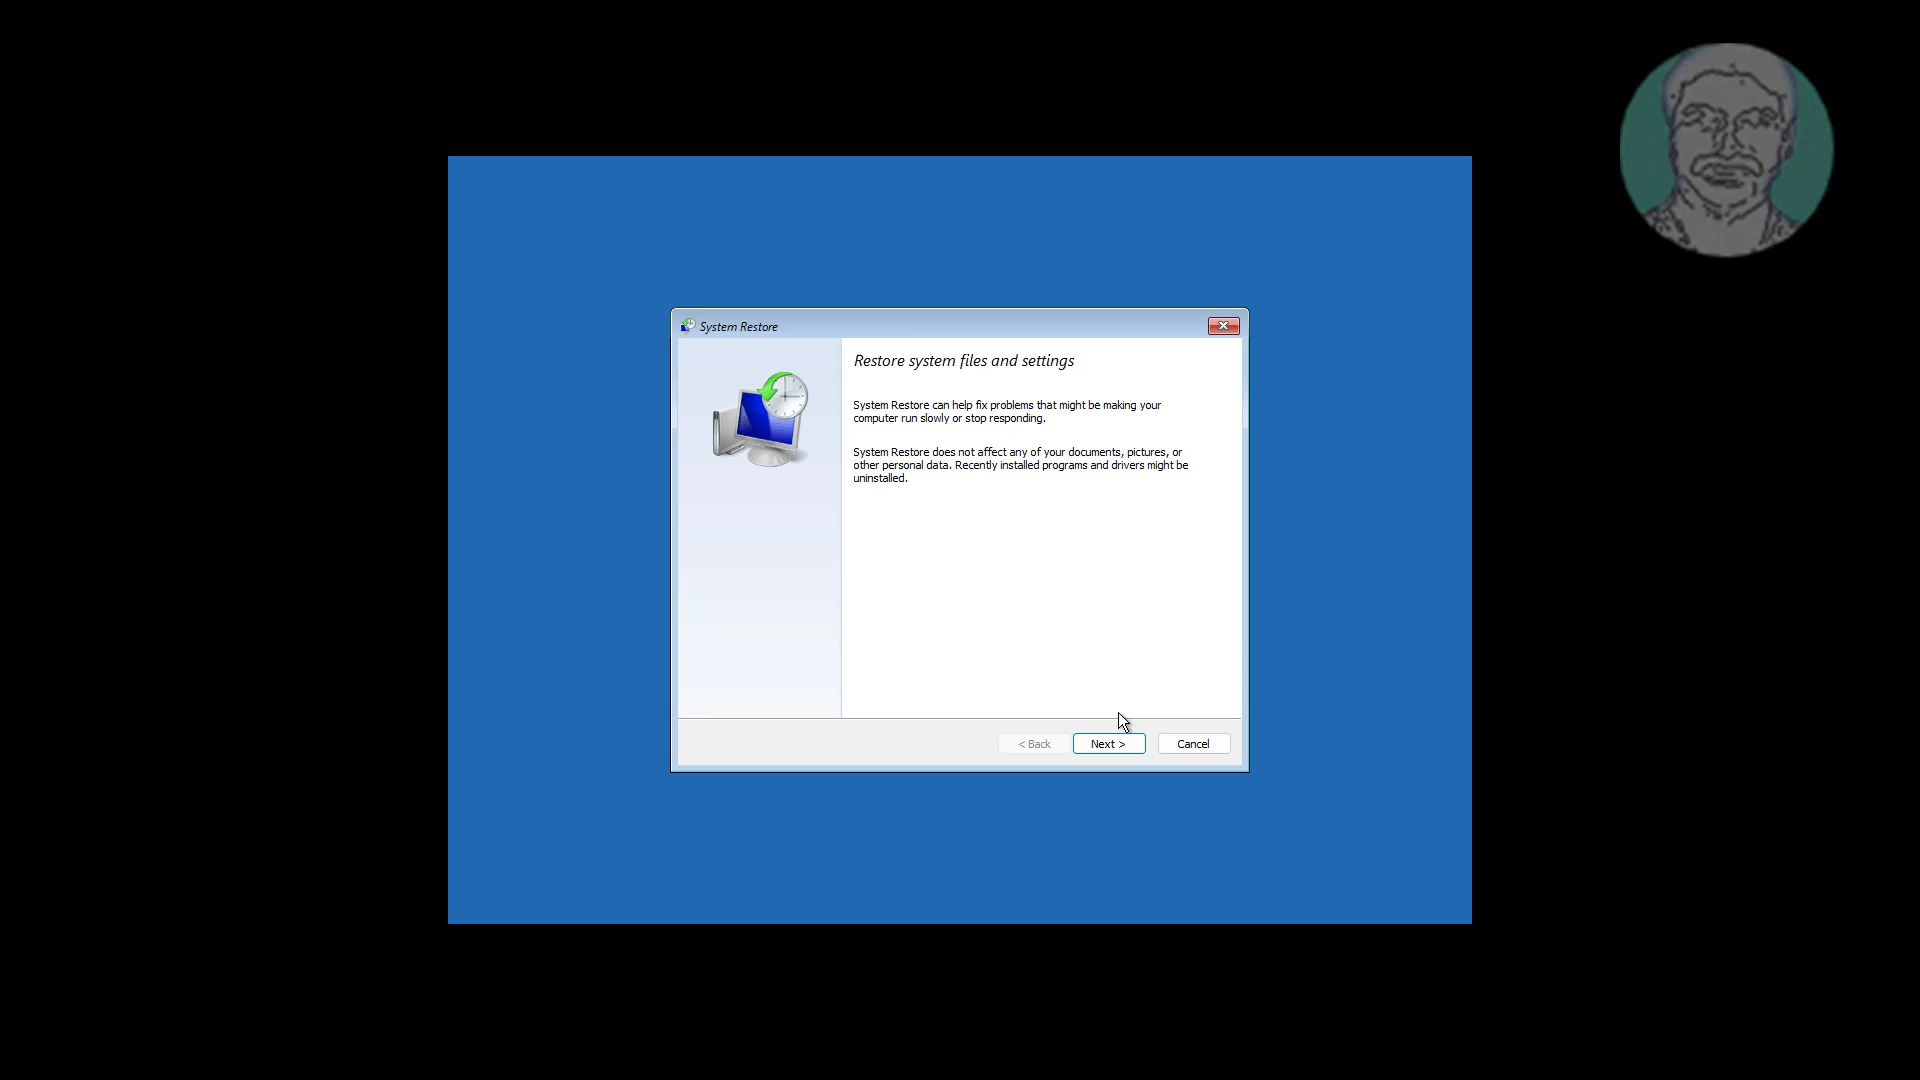 System Restore
Restore system files and settings
System Restore can help fix problems that might be making your
computer run slowly or stop responding.
System Restore does not affect any of your documents, pictures, or
other personal data. Recently installed programs and drivers might be
uninstalled.
< Back
Next >
Cancel